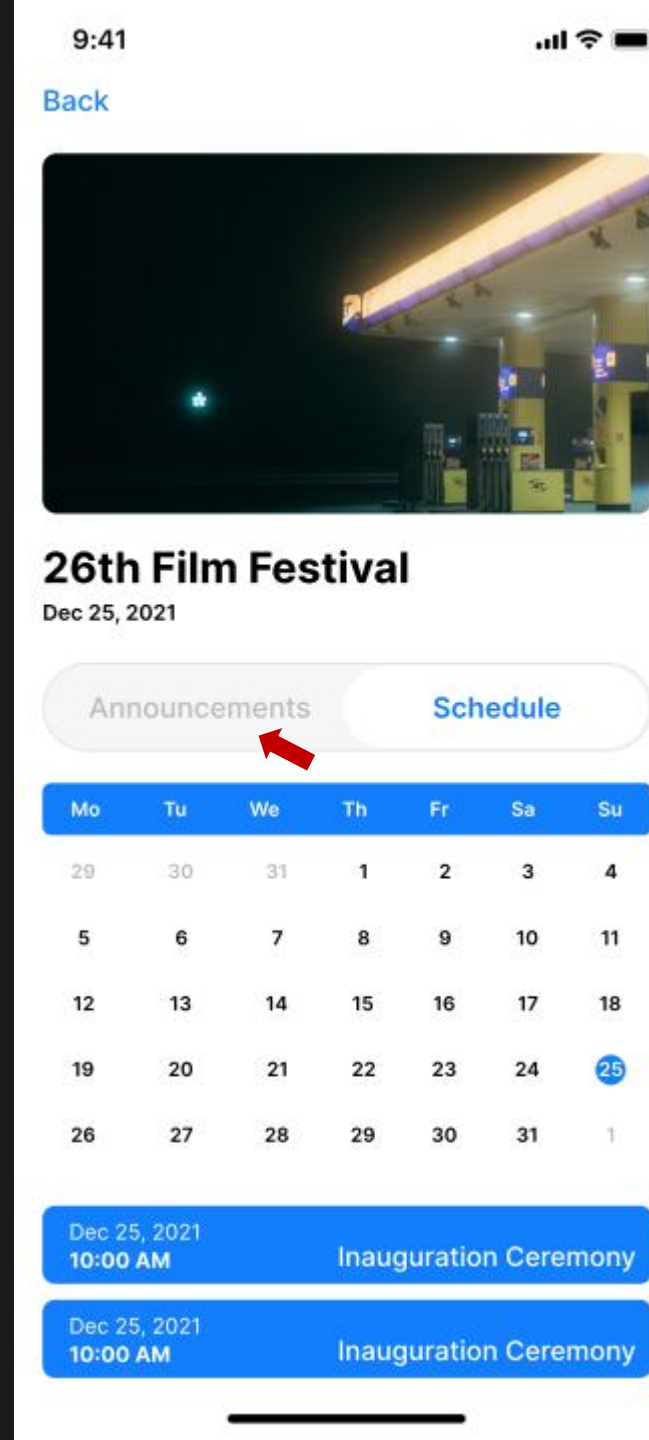 9:41
Back
26th Film Festival
Dec 25, 2021
Announcements Schedule
Mo Tu We Th Fr Sa Su
29 30 31 1 2 3 4
5 6 7 8 9 10 11
12 13 14 15 16 17 18
19 20 21 22 23 24 25
26 27 28 29 30 31 1
Dec 25, 2021
10:00 AM Inauguration Ceremony
Dec 25, 2021
10:00 AM Inauguration Ceremony